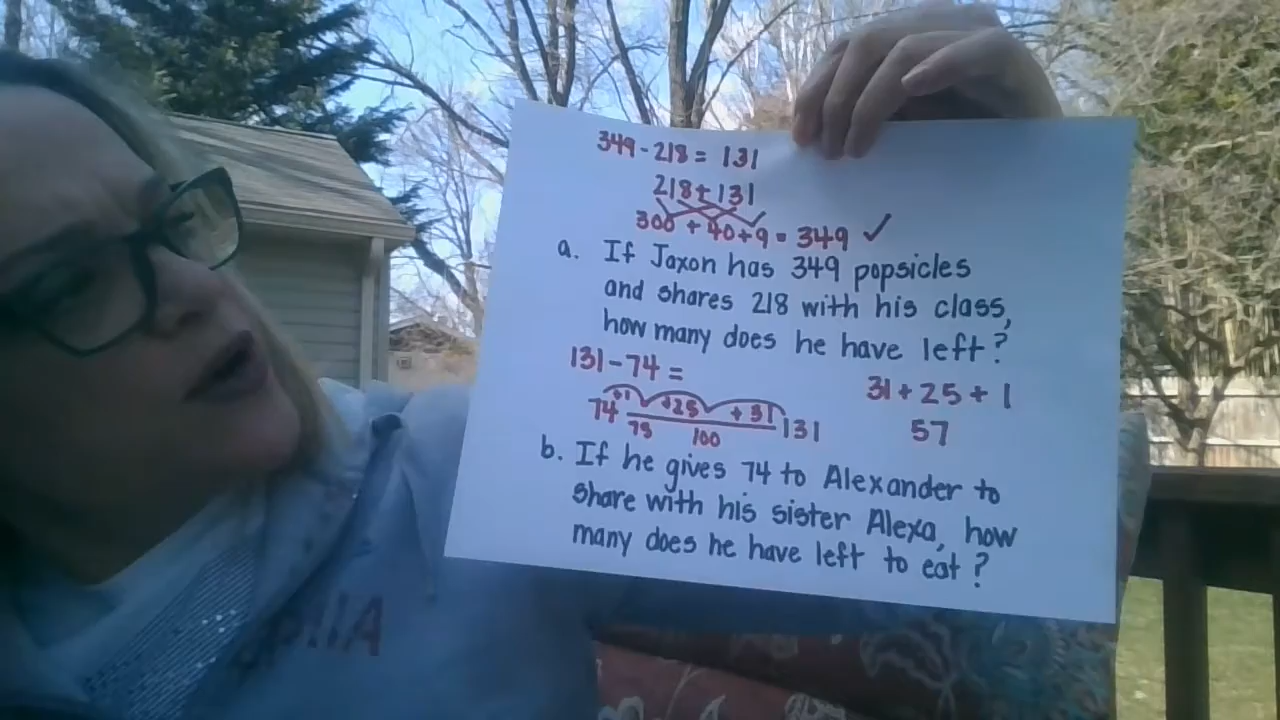 349 - 218 = 131
218 + 131
300 + 40 + 9 = 349 ✓
a. If Jaxon has 349 popsicles
and shares 218 with his class,
how many does he have left?
131 - 74 =
31 + 25 + 1
+1 +25 +31
74 131
75 100
57
b. If he gives 74 to Alexander to
share with his sister Alexa, how
many does he have left to eat?